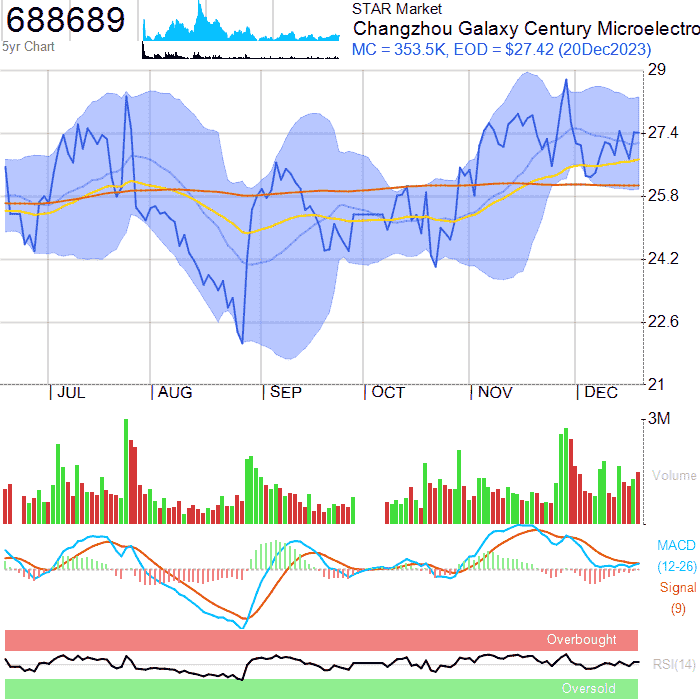 688689
5yr Chart
STAR Market
Changzhou Galaxy Century Microelectro
MC = 353.5K, EOD = $27.42 (20Dec2023)
29
27.4
25.8
24.2
22.6
21
| JUL | AUG | SEP | OCT | NOV | DEC
3M
Volume
MACD
(12-26)
Signal
(9)
Overbought
RSI(14)
Oversold